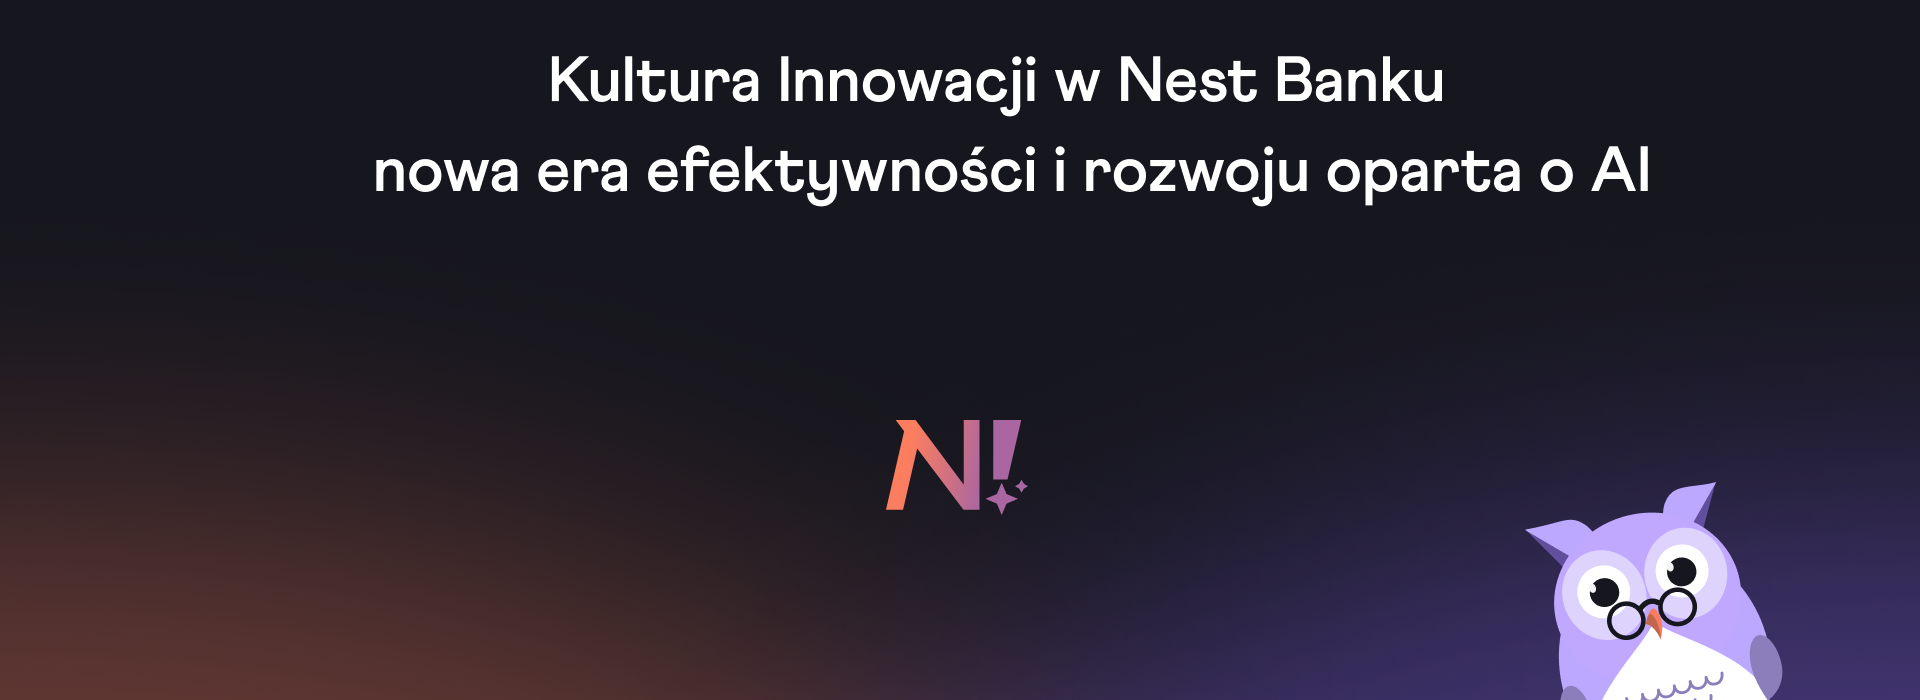 Kultura Innowacji w Nest Banku
nowa era efektywności i rozwoju oparta o AI
N!